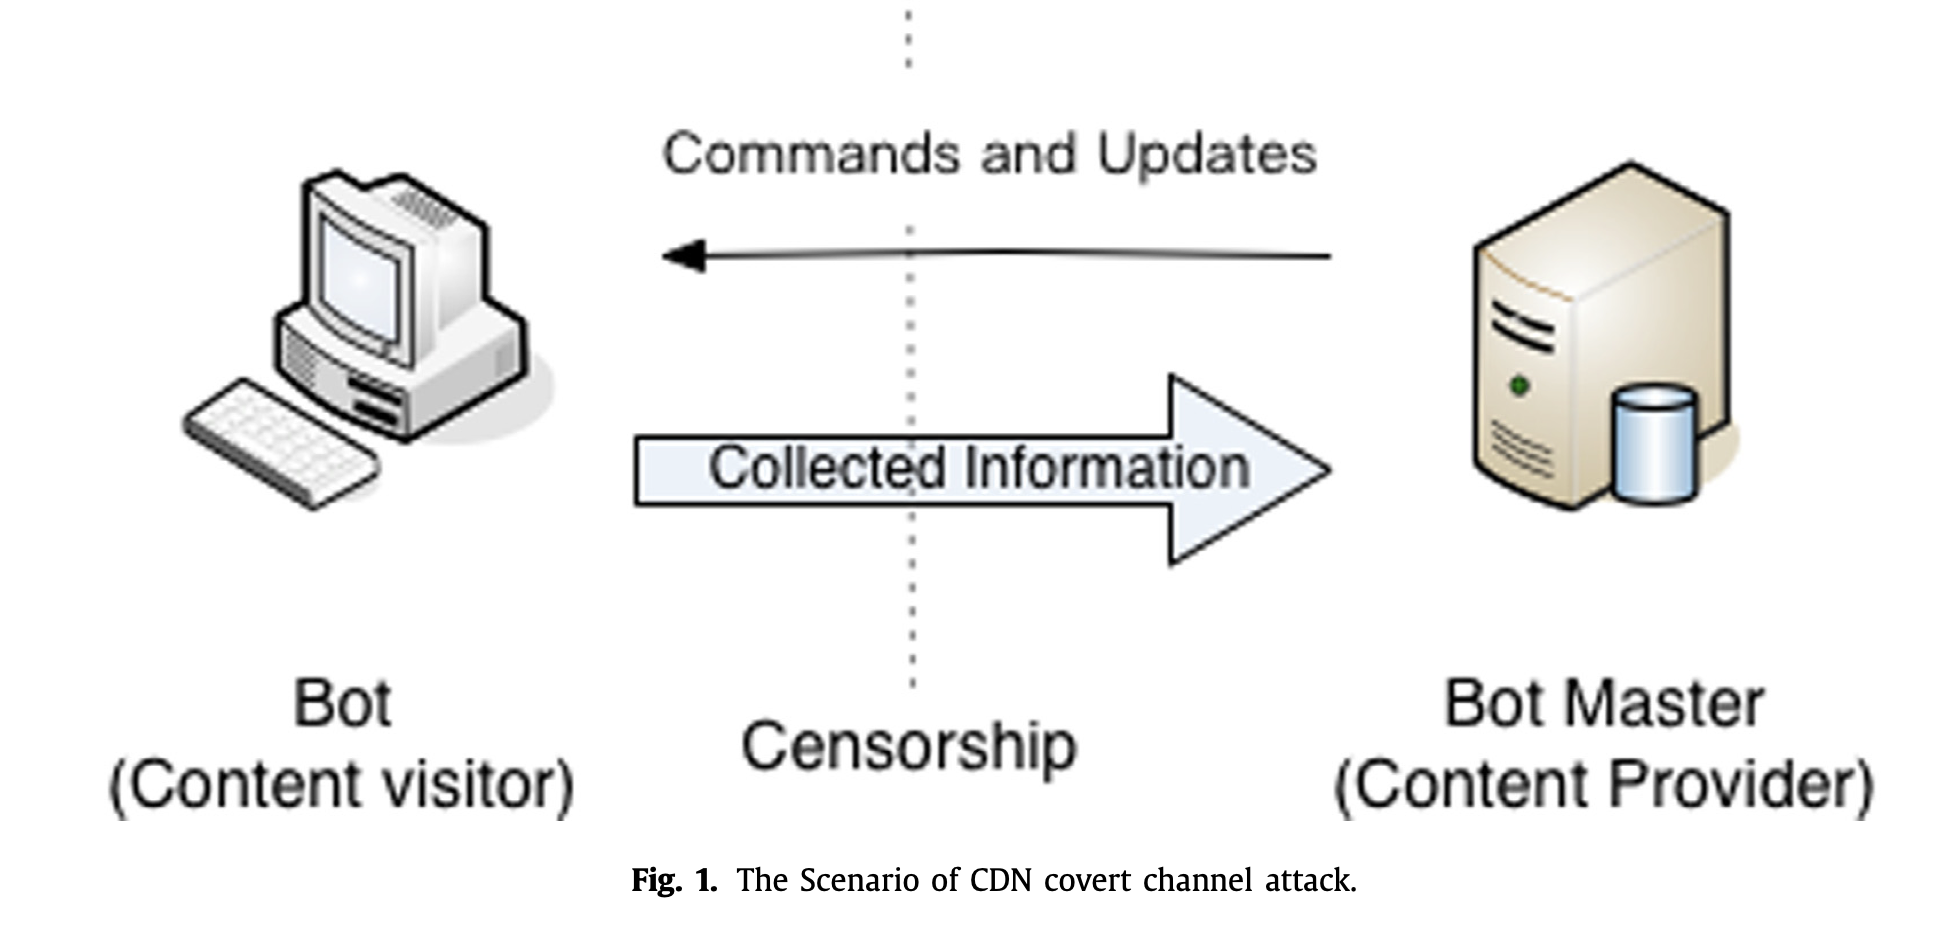 Commands and Updates
Collected Information
Bot
(Content visitor)
Censorship
Bot Master
(Content Provider)
Fig. 1. The Scenario of CDN covert channel attack.